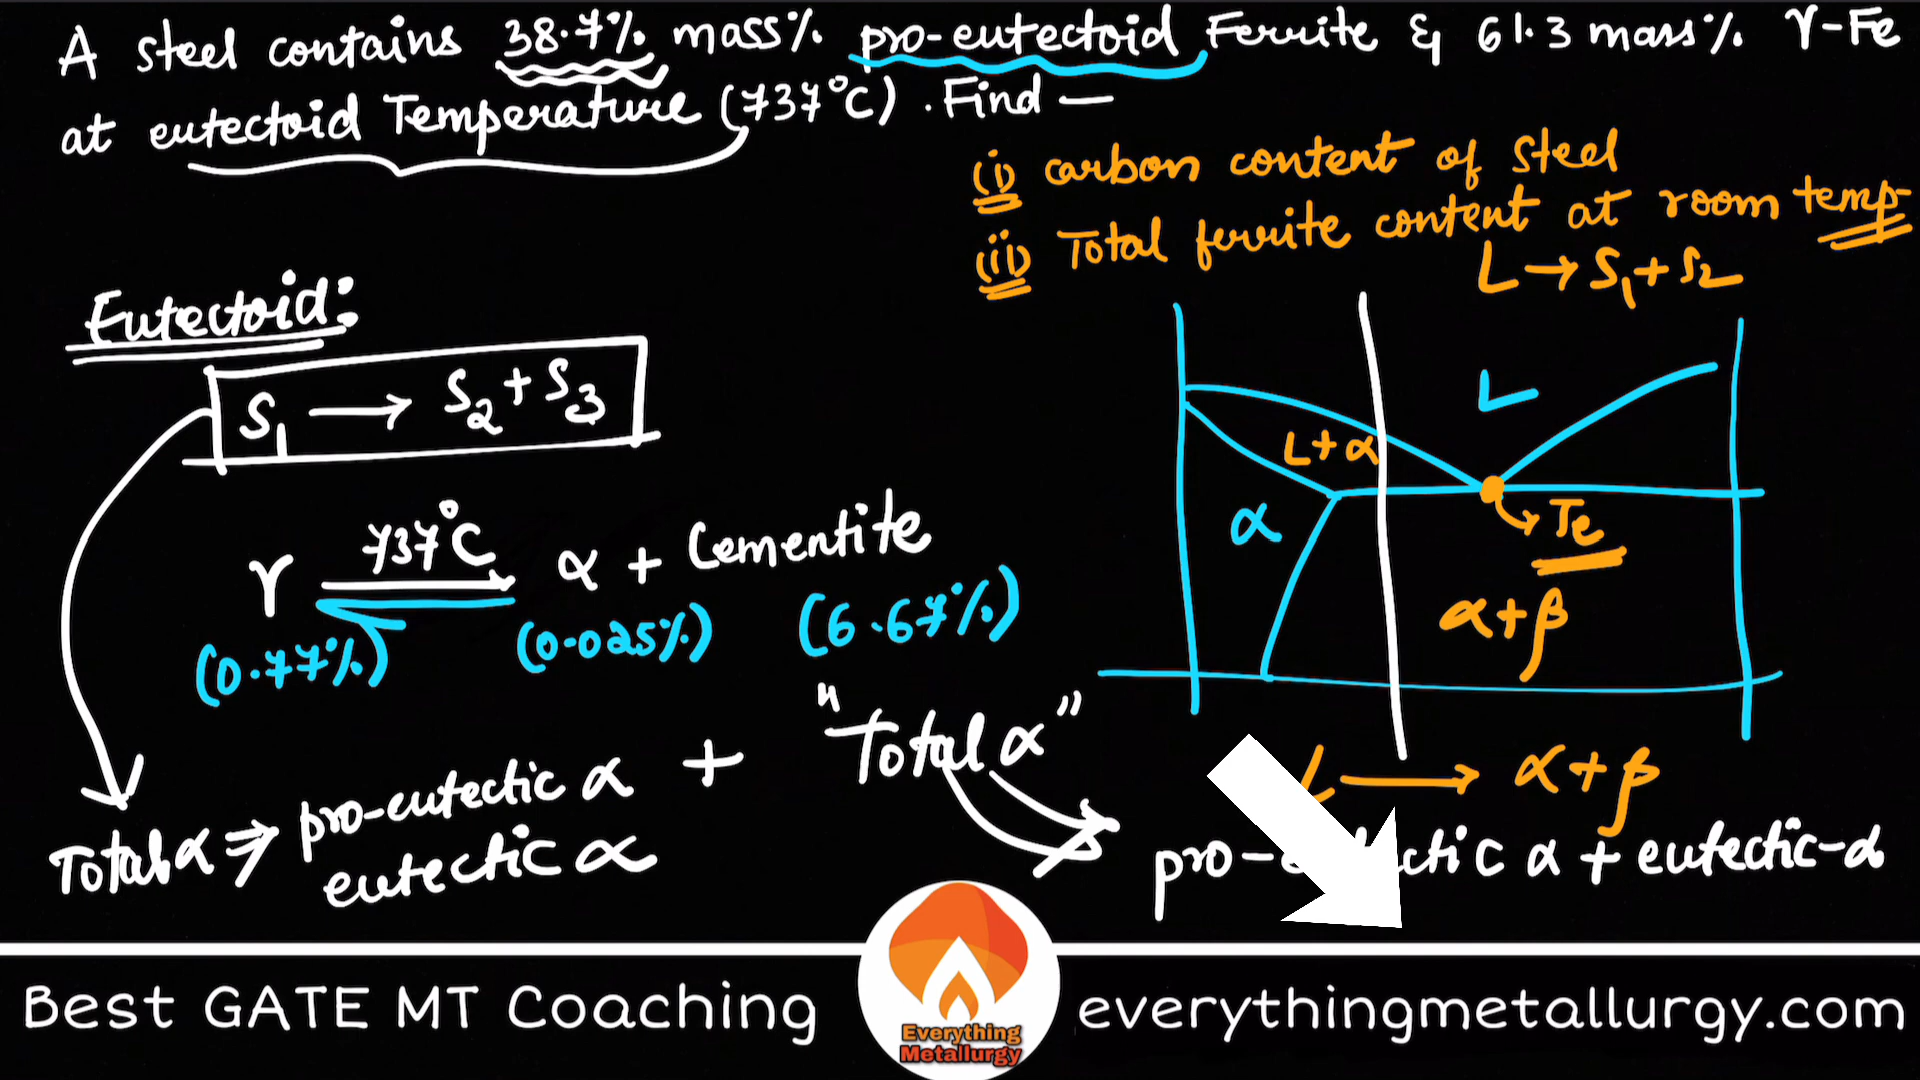 A steel contains 38.7% mass% pro-eutectoid Ferrite & 61.3 mass% γ-Fe
at eutectoid Temperature (737°C). Find —
(i) carbon content of steel
(ii) Total ferrite content at room temp
L → S1 + S2
Eutectoid:
S1 → S2 + S3
L
L+α
α
Te
α+β
γ 737°C α + Cementite
(0.77%) (0.025%) (6.67%)
"Total α"
L → α+β
Total α ⇒ pro-eutectic α +
eutectic α
α + eutectic-α
Best GATE MT Coaching
Everything
Metallurgy
everythingmetallurgy.com